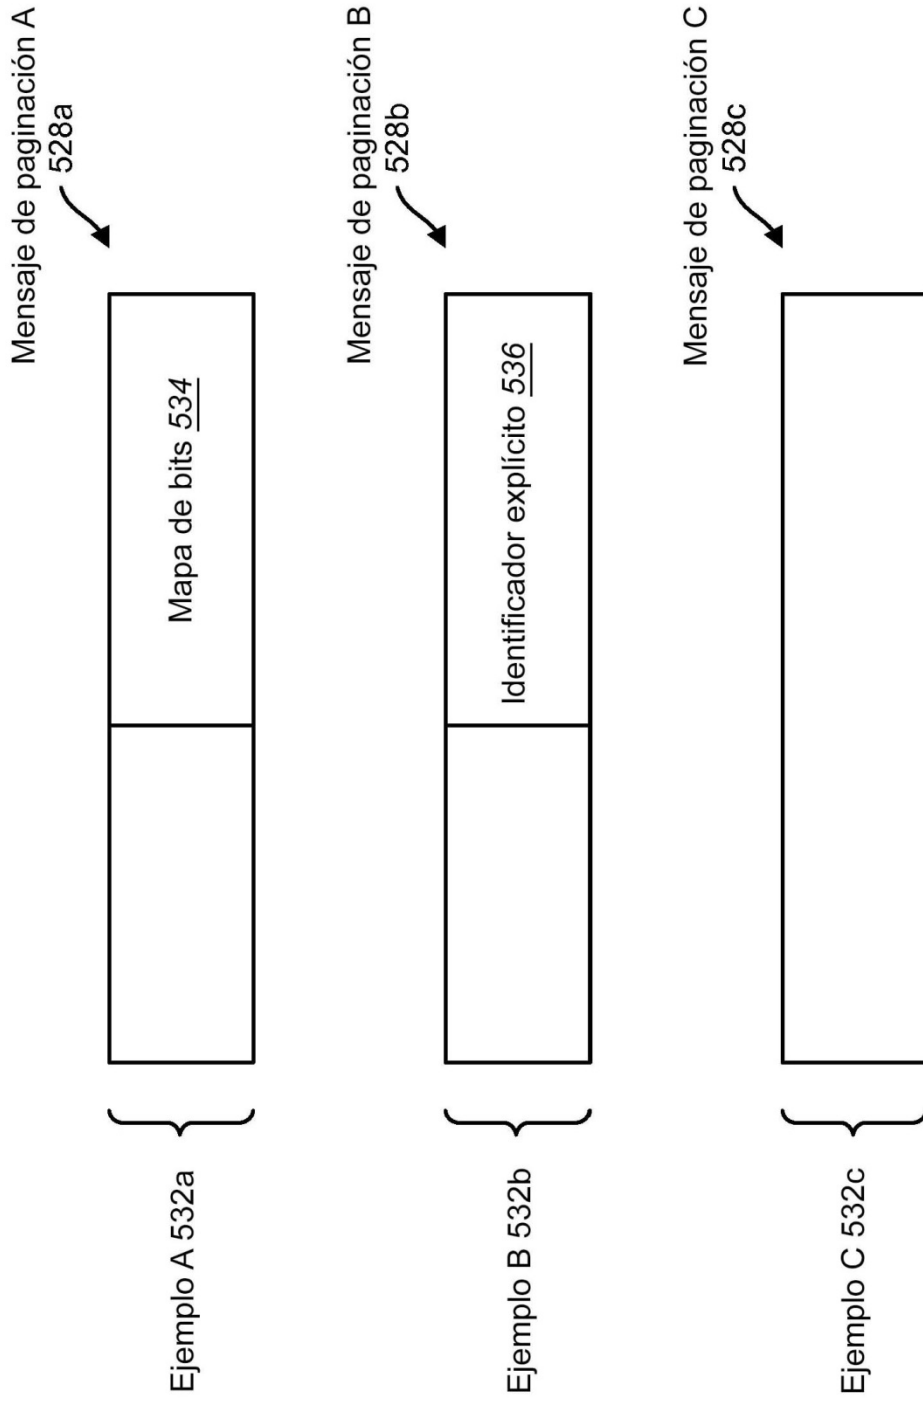 Mensaje de paginación A
528a
Ejemplo A 532a
Mapa de bits 534
Mensaje de paginación B
528b
Ejemplo B 532b
Identificador explícito 536
Mensaje de paginación C
528c
Ejemplo C 532c